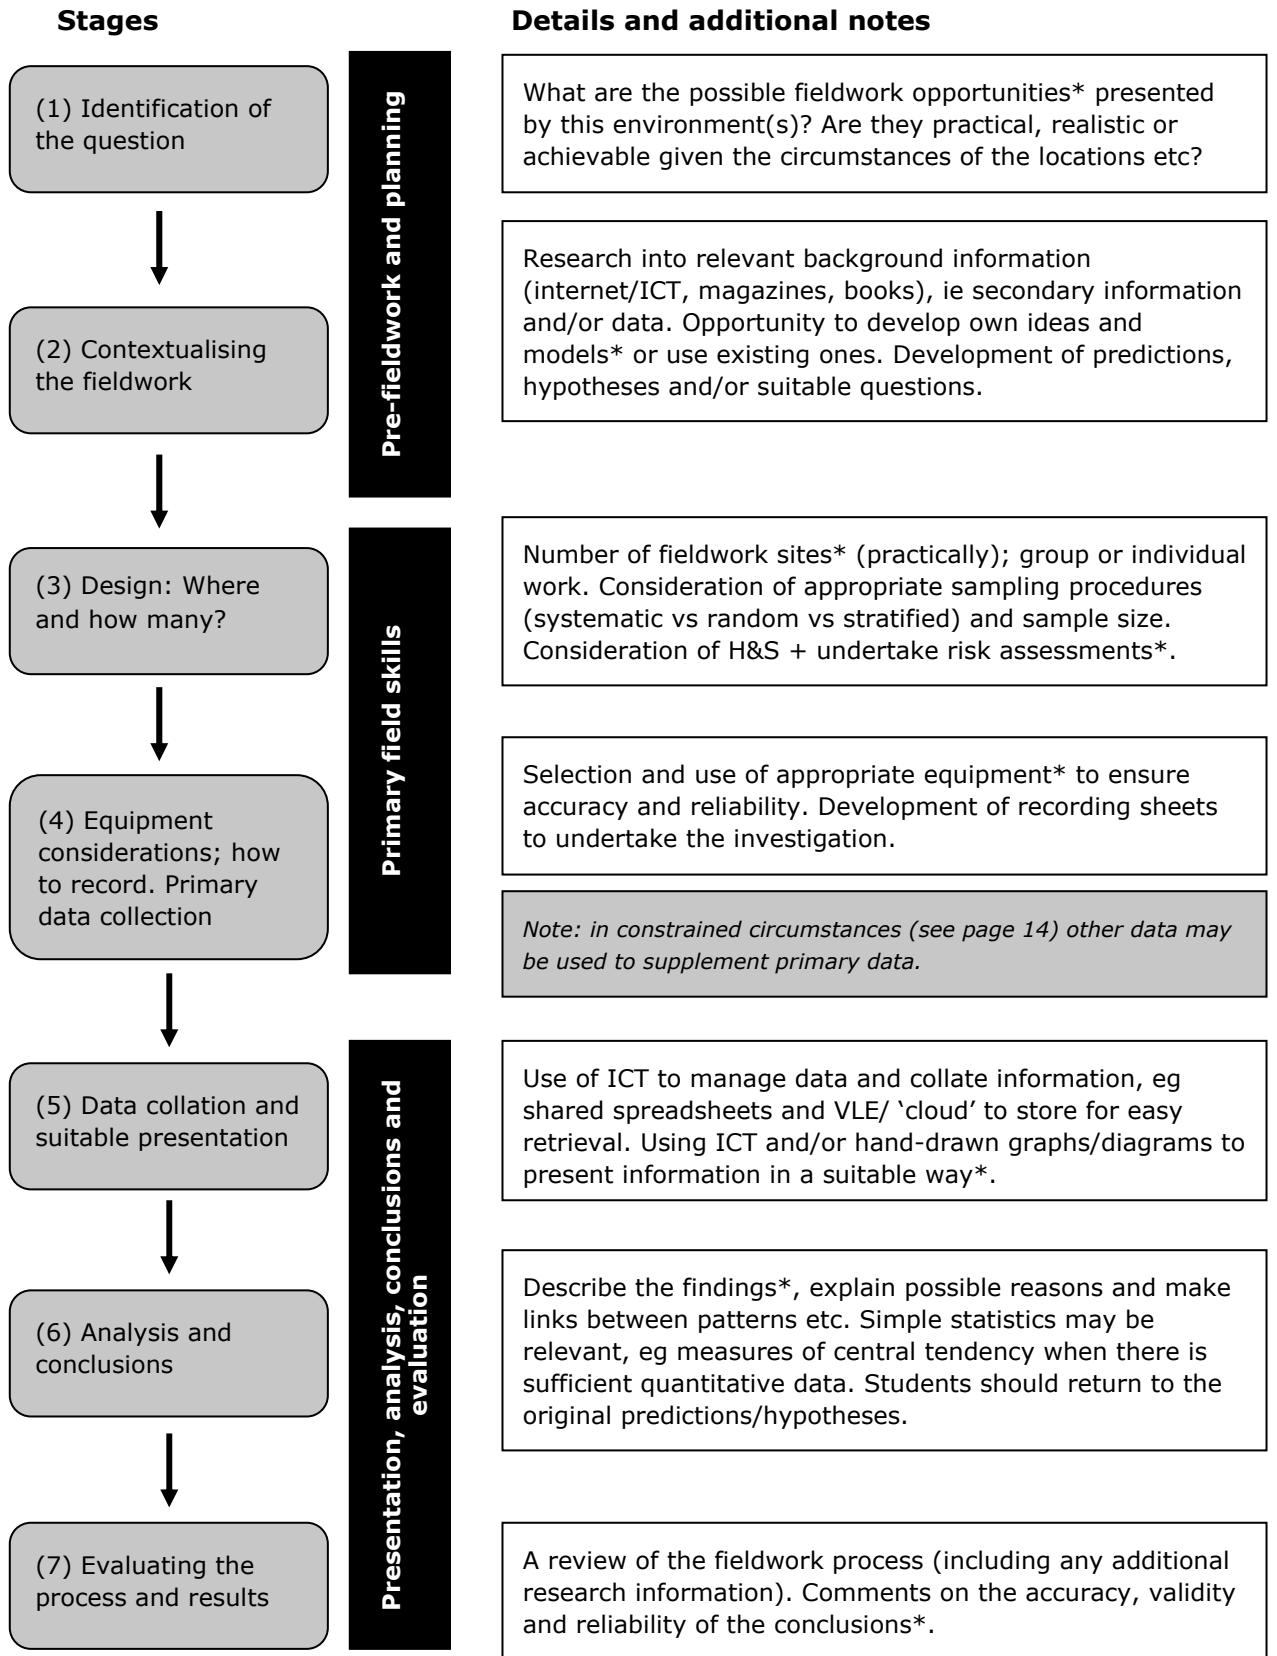 Stages
Details and additional notes
(1) Identification of
the question
Pre-fieldwork and planning
What are the possible fieldwork opportunities* presented
by this environment(s)? Are they practical, realistic or
achievable given the circumstances of the locations etc?
(2) Contextualising
the fieldwork
Research into relevant background information
(internet/ICT, magazines, books), ie secondary information
and/or data. Opportunity to develop own ideas and
models* or use existing ones. Development of predictions,
hypotheses and/or suitable questions.
(3) Design: Where
and how many?
Primary field skills
Number of fieldwork sites* (practically); group or individual
work. Consideration of appropriate sampling procedures
(systematic vs random vs stratified) and sample size.
Consideration of H&S + undertake risk assessments*.
(4) Equipment
considerations; how
to record. Primary
data collection
Selection and use of appropriate equipment* to ensure
accuracy and reliability. Development of recording sheets
to undertake the investigation.
Note: in constrained circumstances (see page 14) other data may
be used to supplement primary data.
(5) Data collation and
suitable presentation
Presentation, analysis, conclusions and
evaluation
Use of ICT to manage data and collate information, eg
shared spreadsheets and VLE/ ‘cloud’ to store for easy
retrieval. Using ICT and/or hand-drawn graphs/diagrams to
present information in a suitable way*.
(6) Analysis and
conclusions
Describe the findings*, explain possible reasons and make
links between patterns etc. Simple statistics may be
relevant, eg measures of central tendency when there is
sufficient quantitative data. Students should return to the
original predictions/hypotheses.
(7) Evaluating the
process and results
A review of the fieldwork process (including any additional
research information). Comments on the accuracy, validity
and reliability of the conclusions*.